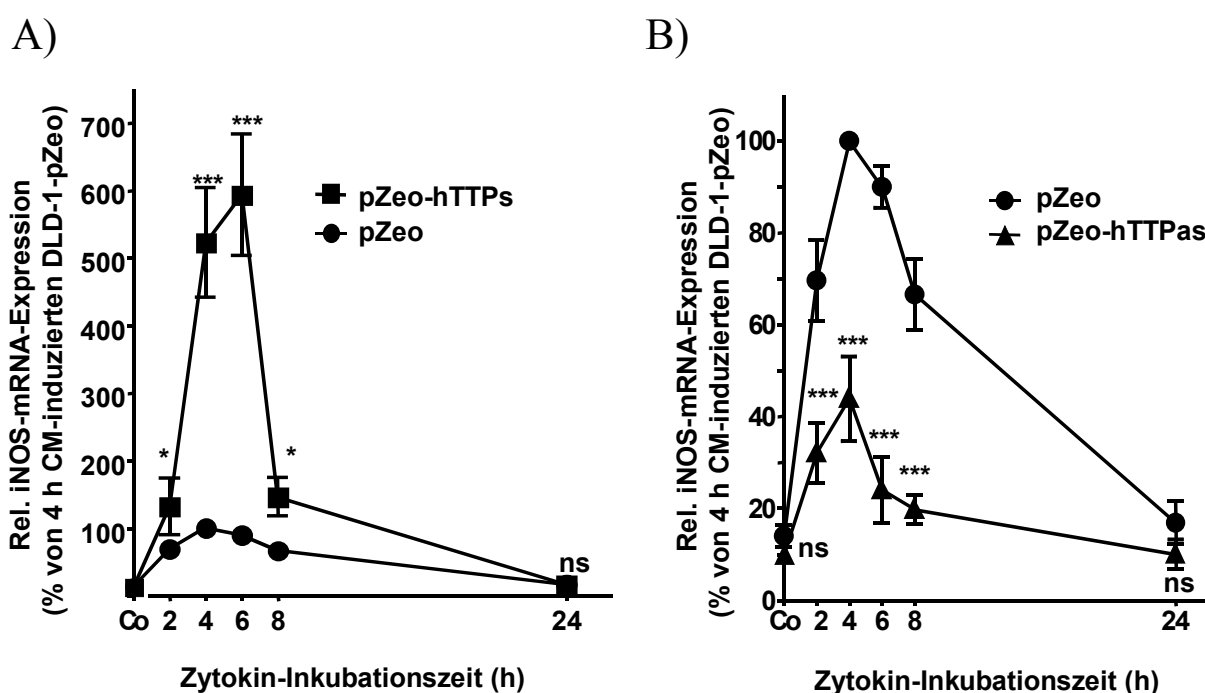 A)
Rel. iNOS-mRNA-Expression
(% von 4 h CM-induzierten DLD-1-pZeo)
700
600
500
400
300
200
100
***
***
*
*
ns
pZeo-hTTPs
pZeo
Co 2 4 6 8 24
Zytokin-Inkubationszeit (h)
B)
Rel. iNOS-mRNA-Expression
(% von 4 h CM-induzierten DLD-1-pZeo)
100
80
60
40
20
0
pZeo
pZeo-hTTPas
***
***
***
***
ns
ns
Co 2 4 6 8 24
Zytokin-Inkubationszeit (h)